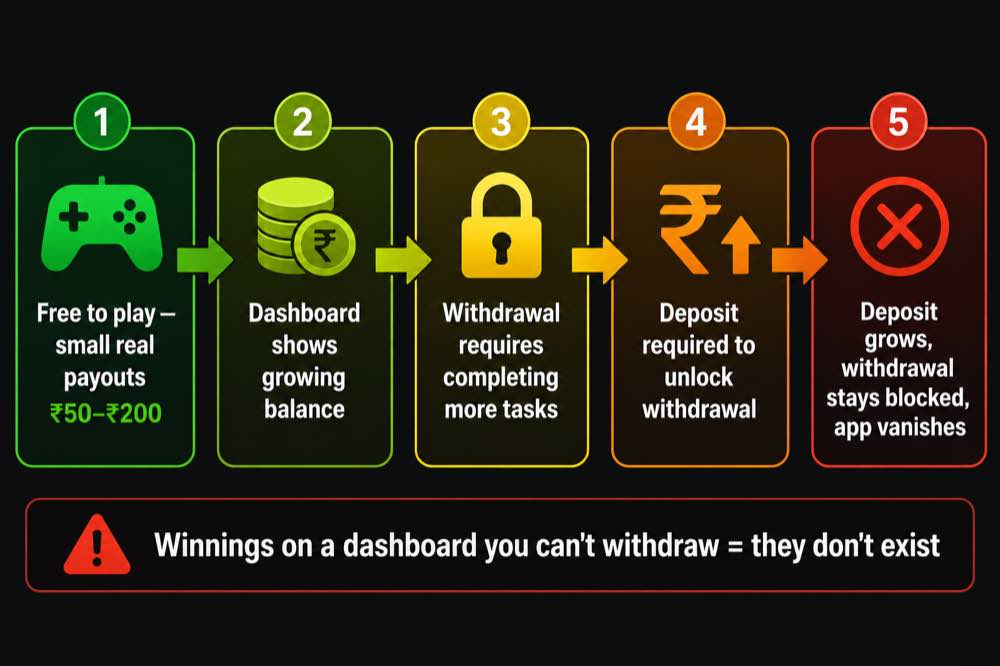 1
Free to play –
small real
payouts
₹50–₹200
2
₹
Dashboard
shows
growing
balance
3
Withdrawal
requires
completing
more tasks
4
₹
Deposit
required to
unlock
withdrawal
5
Deposit
grows,
withdrawal
stays blocked,
app vanishes
Winnings on a dashboard you can't withdraw = they don't exist